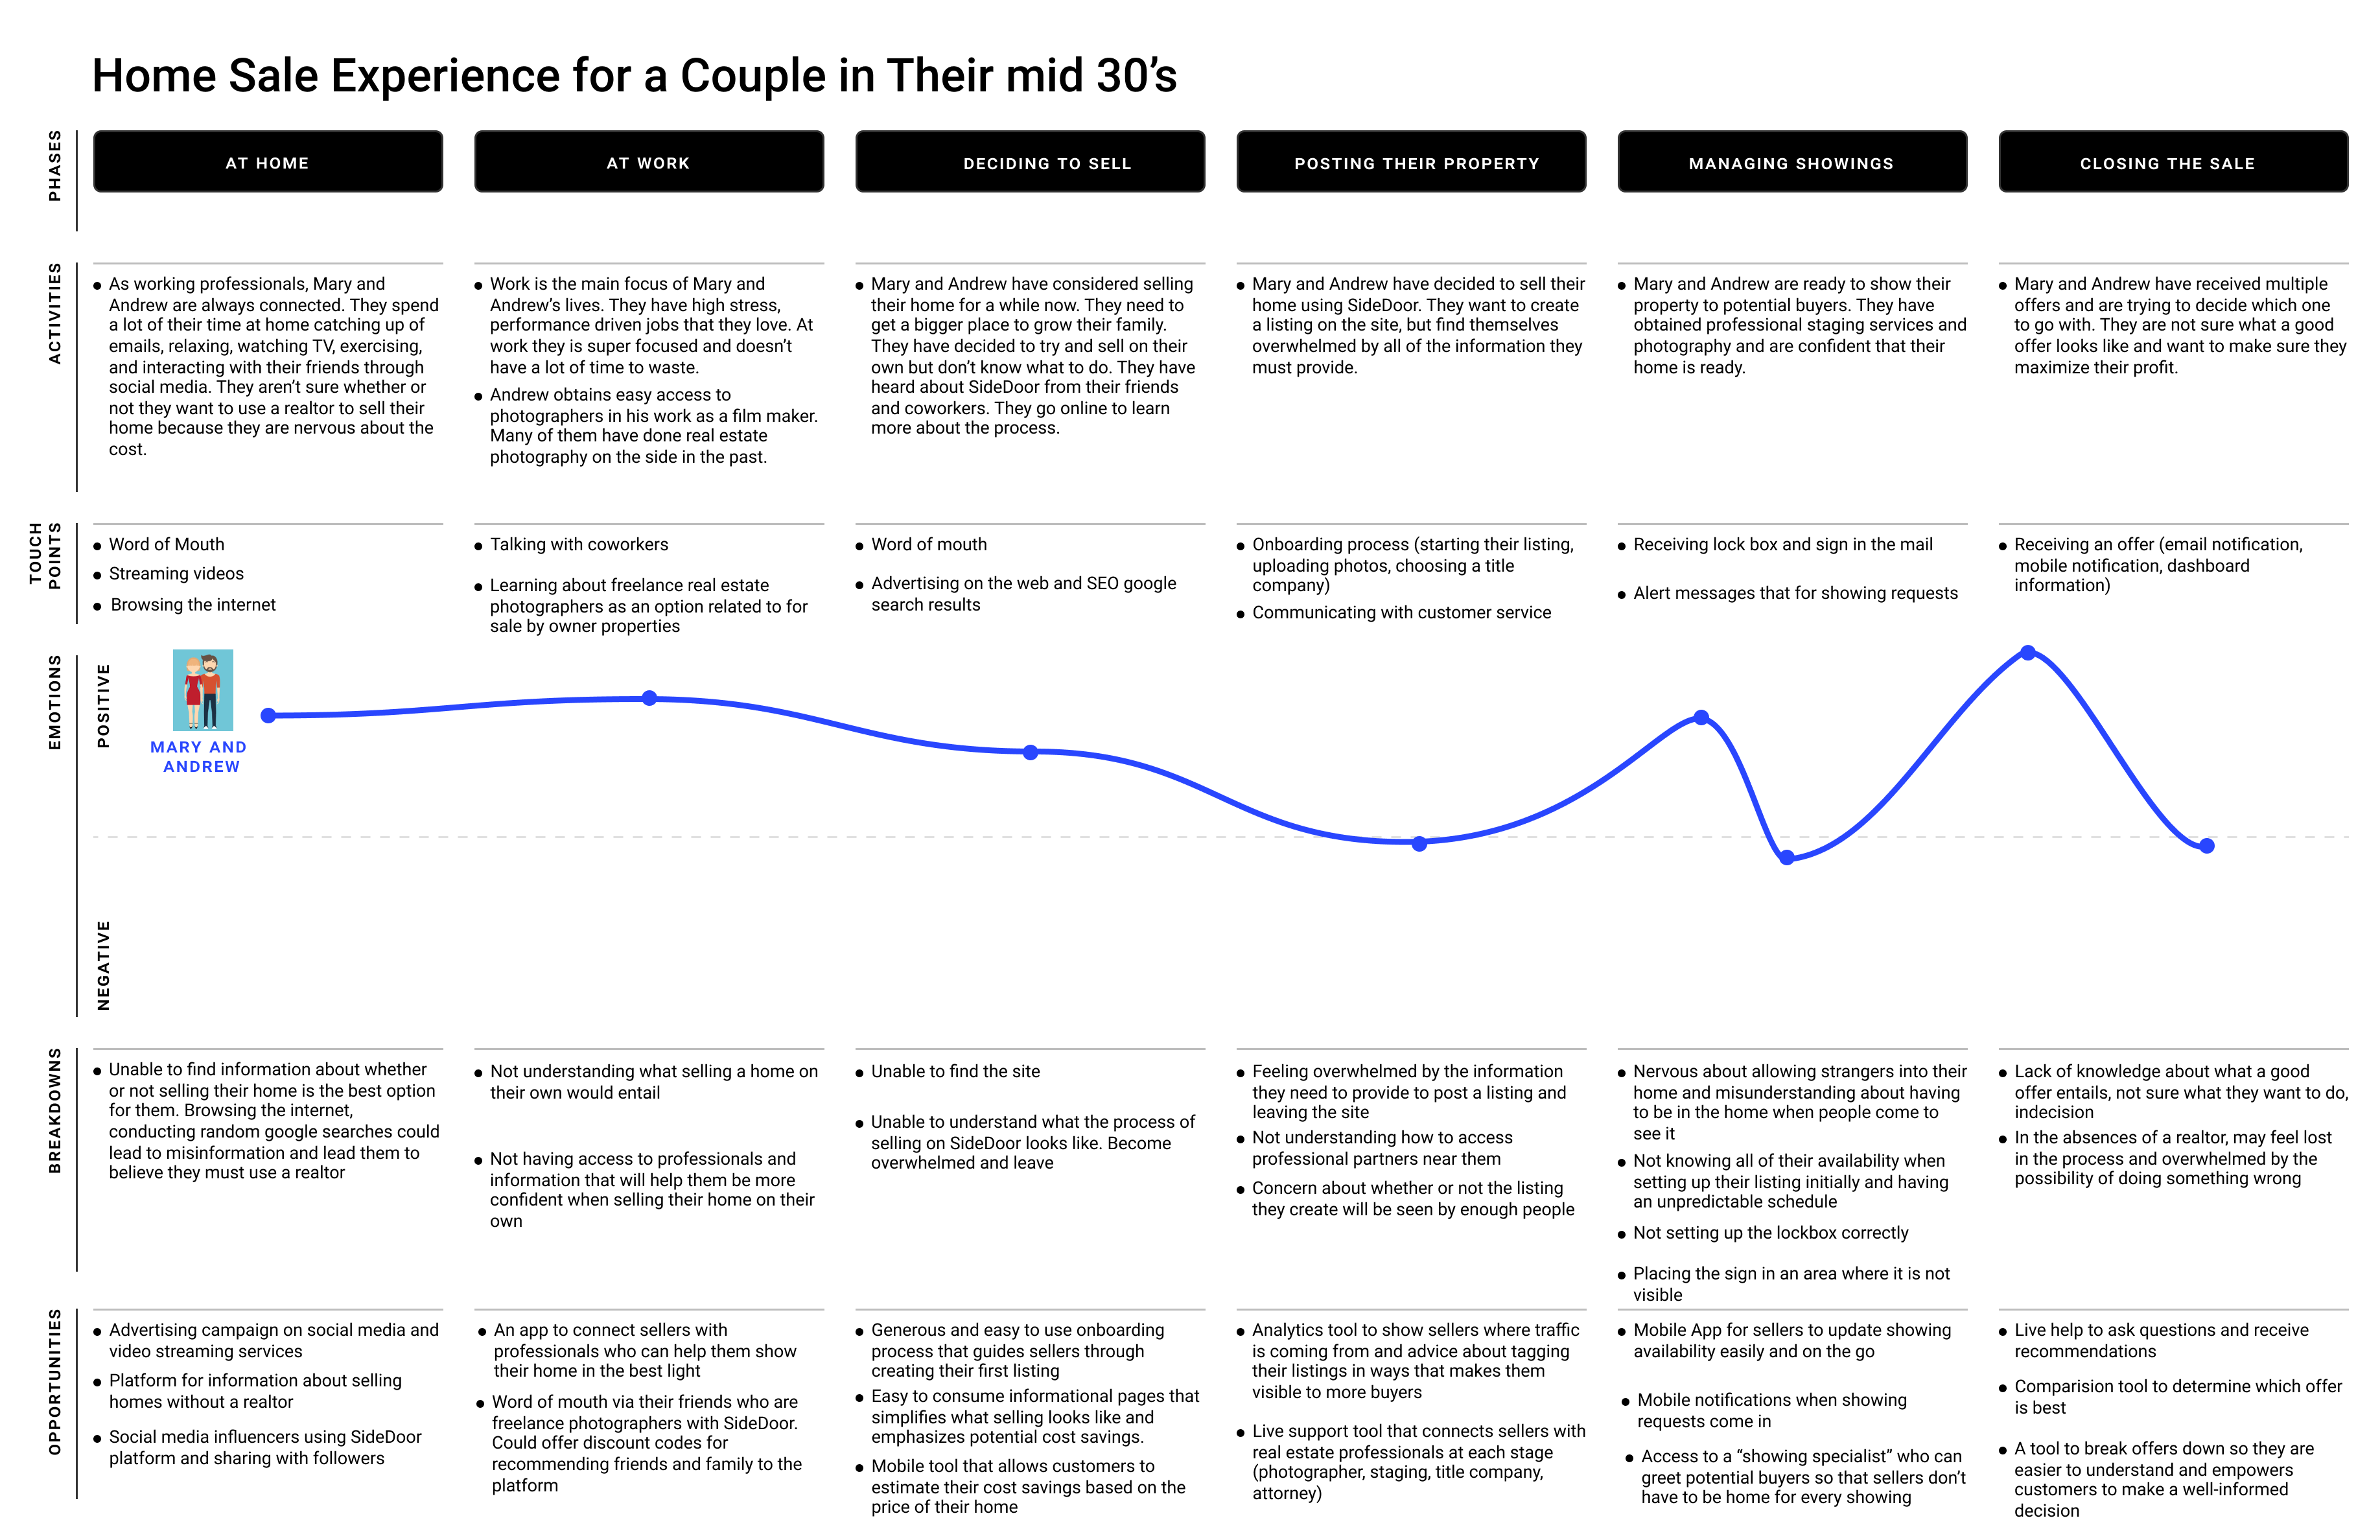 Home Sale Experience for a Couple in Their mid 30’s
PHASES
AT HOME
AT WORK
DECIDING TO SELL
POSTING THEIR PROPERTY
MANAGING SHOWINGS
CLOSING THE SALE
ACTIVITIES
As working professionals, Mary and
Andrew are always connected. They spend
a lot of their time at home catching up of
emails, relaxing, watching TV, exercising,
and interacting with their friends through
social media. They aren’t sure whether or
not they want to use a realtor to sell their
home because they are nervous about the
cost.
Work is the main focus of Mary and
Andrew’s lives. They have high stress,
performance driven jobs that they love. At
work they is super focused and doesn’t
have a lot of time to waste.
Andrew obtains easy access to
photographers in his work as a film maker.
Many of them have done real estate
photography on the side in the past.
Mary and Andrew have considered selling
their home for a while now. They need to
get a bigger place to grow their family.
They have decided to try and sell on their
own but don’t know what to do. They have
heard about SideDoor from their friends
and coworkers. They go online to learn
more about the process.
Mary and Andrew have decided to sell their
home using SideDoor. They want to create
a listing on the site, but find themselves
overwhelmed by all of the information they
must provide.
Mary and Andrew are ready to show their
property to potential buyers. They have
obtained professional staging services and
photography and are confident that their
home is ready.
Mary and Andrew have received multiple
offers and are trying to decide which one
to go with. They are not sure what a good
offer looks like and want to make sure they
maximize their profit.
TOUCH
POINTS
Word of Mouth
Streaming videos
Browsing the internet
Talking with coworkers
Learning about freelance real estate
photographers as an option related to for
sale by owner properties
Word of mouth
Advertising on the web and SEO google
search results
Onboarding process (starting their listing,
uploading photos, choosing a title
company)
Communicating with customer service
Receiving lock box and sign in the mail
Alert messages that for showing requests
Receiving an offer (email notification,
mobile notification, dashboard
information)
EMOTIONS
POSITIVE
MARY AND
ANDREW
NEGATIVE
BREAKDOWNS
Unable to find information about whether
or not selling their home is the best option
for them. Browsing the internet,
conducting random google searches could
lead to misinformation and lead them to
believe they must use a realtor
Not understanding what selling a home on
their own would entail
Not having access to professionals and
information that will help them be more
confident when selling their home on their
own
Unable to find the site
Unable to understand what the process of
selling on SideDoor looks like. Become
overwhelmed and leave
Feeling overwhelmed by the information
they need to provide to post a listing and
leaving the site
Not understanding how to access
professional partners near them
Concern about whether or not the listing
they create will be seen by enough people
Nervous about allowing strangers into their
home and misunderstanding about having
to be in the home when people come to
see it
Not knowing all of their availability when
setting up their listing initially and having
an unpredictable schedule
Not setting up the lockbox correctly
Placing the sign in an area where it is not
visible
Lack of knowledge about what a good
offer entails, not sure what they want to do,
indecision
In the absences of a realtor, may feel lost
in the process and overwhelmed by the
possibility of doing something wrong
OPPORTUNITIES
Advertising campaign on social media and
video streaming services
Platform for information about selling
homes without a realtor
Social media influencers using SideDoor
platform and sharing with followers
An app to connect sellers with
professionals who can help them show
their home in the best light
Word of mouth via their friends who are
freelance photographers with SideDoor.
Could offer discount codes for
recommending friends and family to the
platform
Generous and easy to use onboarding
process that guides sellers through
creating their first listing
Easy to consume informational pages that
simplifies what selling looks like and
emphasizes potential cost savings.
Mobile tool that allows customers to
estimate their cost savings based on the
price of their home
Analytics tool to show sellers where traffic
is coming from and advice about tagging
their listings in ways that makes them
visible to more buyers
Live support tool that connects sellers with
real estate professionals at each stage
(photographer, staging, title company,
attorney)
Mobile App for sellers to update showing
availability easily and on the go
Mobile notifications when showing
requests come in
Access to a “showing specialist” who can
greet potential buyers so that sellers don’t
have to be home for every showing
Live help to ask questions and receive
recommendations
Comparision tool to determine which offer
is best
A tool to break offers down so they are
easier to understand and empowers
customers to make a well-informed
decision